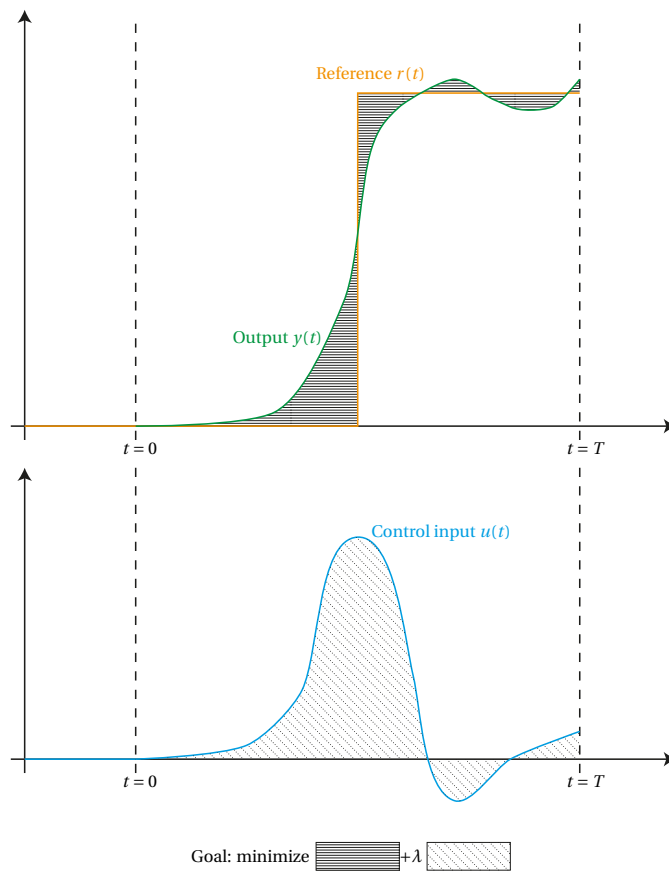 Reference r(t)
Output y(t)
t = 0
t = T
Control input u(t)
t = 0
t = T
Goal: minimize +λ